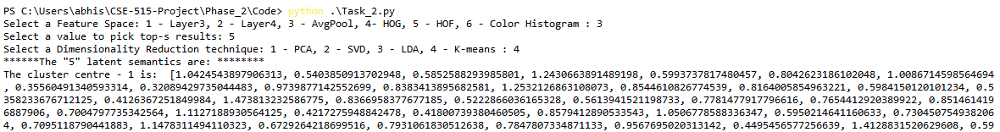 PS C:\Users\abhis\CSE-515-Project\Phase_2\Code> python .\Task_2.py
Select a Feature Space: 1 - Layer3, 2 - Layer4, 3 - AvgPool, 4- HOG, 5 - HOF, 6 - Color Histogram : 3
Select a value to pick top-s results: 5
Select a Dimensionality Reduction technique: 1 - PCA, 2 - SVD, 3 - LDA, 4 - K-means : 4
******The "5" latent semantics are: ********
The cluster centre - 1 is:  [1.0424543897906313, 0.5403850913702948, 0.5852588293985801, 1.2430663891489198, 0.5993737817480457, 0.8042623186102048, 1.0086714598564694
, 0.35560491340593314, 0.32089429735044483, 0.9739877142552699, 0.8383413895682581, 1.2532126863108073, 0.8544610826774539, 0.8164005854963221, 0.5984150120101234, 0.5
358233676712125, 0.4126367251849984, 1.473813232586775, 0.8366958377677185, 0.5222866036165328, 0.5613941521198733, 0.7781477917796616, 0.7654412920389922, 0.851461419
6887906, 0.7004797735342564, 1.1127188930564125, 0.4217275948842478, 0.41800739380460505, 0.8579412890533543, 1.0506778588336347, 0.5950214641160633, 0.730450754938206
4, 0.7095118790441883, 1.1478311494110323, 0.6729264218699516, 0.7931061830512638, 0.7847807334871133, 0.9567695020313142, 0.4495456577256639, 1.4128831520629608, 0.59